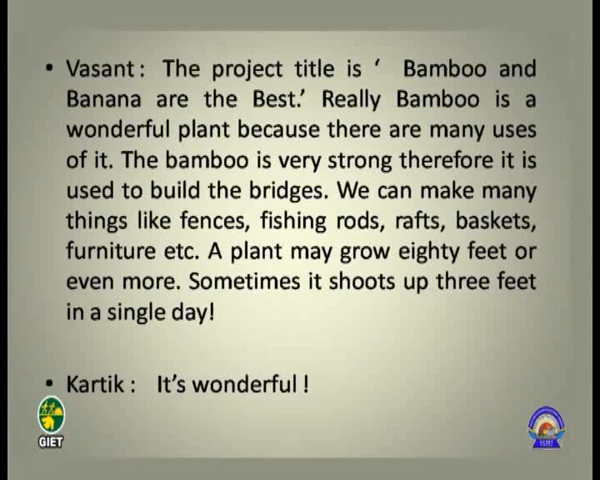 • Vasant : The project title is ‘ Bamboo and
Banana are the Best.’ Really Bamboo is a
wonderful plant because there are many uses
of it. The bamboo is very strong therefore it is
used to build the bridges. We can make many
things like fences, fishing rods, rafts, baskets,
furniture etc. A plant may grow eighty feet or
even more. Sometimes it shoots up three feet
in a single day!
• Kartik : It’s wonderful !
GIET